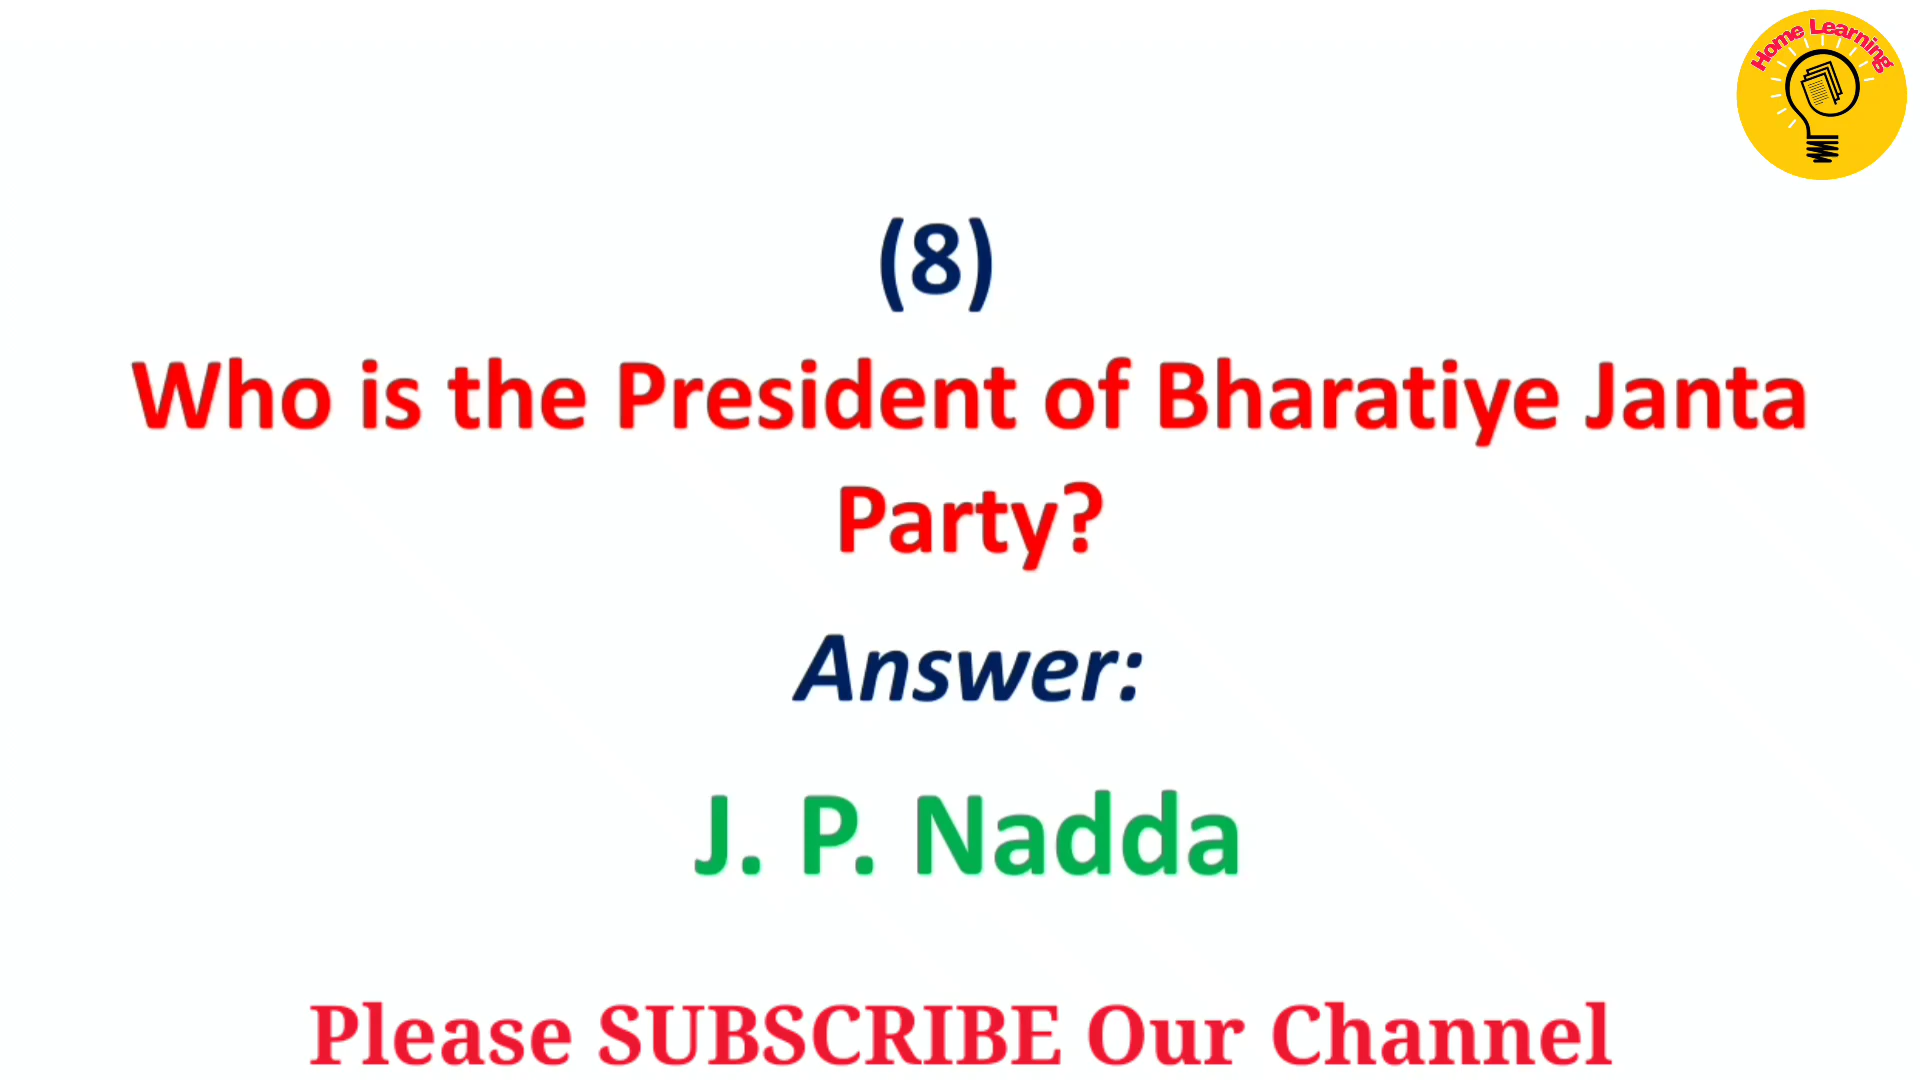 Home Learning
(8)
Who is the President of Bharatiye Janta
Party?
Answer:
J. P. Nadda
Please SUBSCRIBE Our Channel